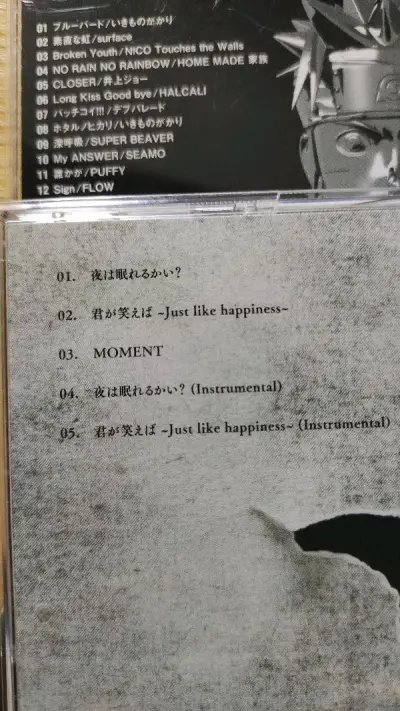 01 ブルーバード/いきものがかり
02 素直な虹/surface
03 Broken Youth/NICO Touches the Walls
04 NO RAIN NO RAINBOW/HOME MADE 家族
05 CLOSER/井上ジョー
06 Long Kiss Good bye/HALCALI
07 バッチコイ!!!/デブパレード
08 ホタルノヒカリ/いきものがかり
09 深呼吸/SUPER BEAVER
10 My ANSWER/SEAMO
11 誰かが/PUFFY
12 Sign/FLOW
01. 夜は眠れるかい?
02. 君が笑えば ~Just like happiness~
03. MOMENT
04. 夜は眠れるかい? (Instrumental)
05. 君が笑えば ~Just like happiness~ (Instrumental)